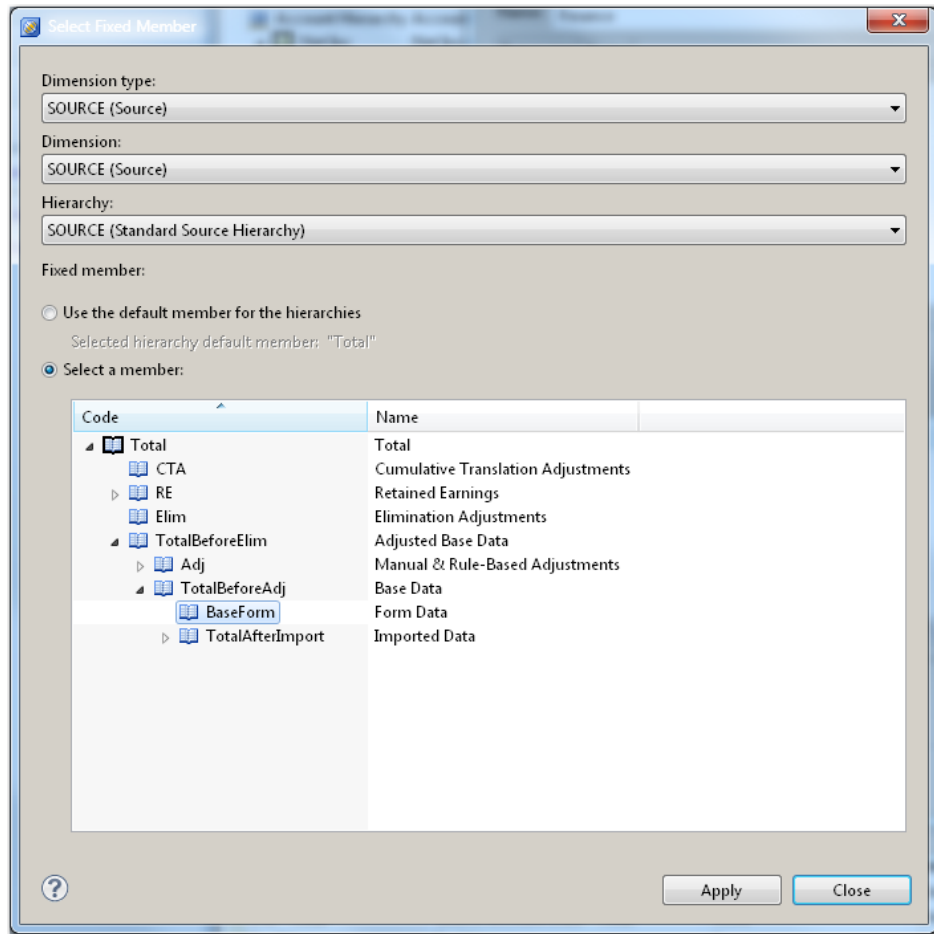 Select Fixed Member
Dimension type:
SOURCE (Source)
Dimension:
SOURCE (Source)
Hierarchy:
SOURCE (Standard Source Hierarchy)
Fixed member:
Use the default member for the hierarchies
Selected hierarchy default member: "Total"
Select a member:
Code Name
Total Total
CTA Cumulative Translation Adjustments
RE Retained Earnings
Elim Elimination Adjustments
TotalBeforeElim Adjusted Base Data
Adj Manual & Rule-Based Adjustments
TotalBeforeAdj Base Data
BaseForm Form Data
TotalAfterImport Imported Data
? Apply Close